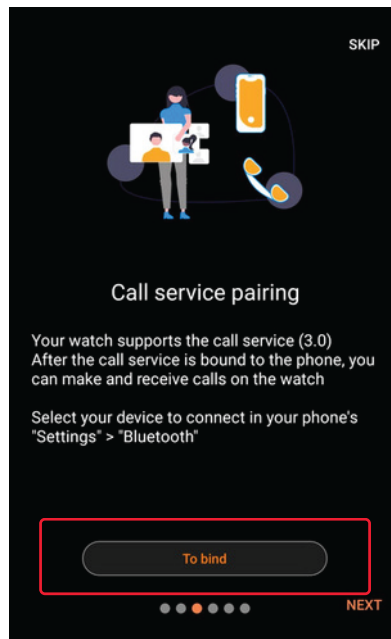 SKIP
Call service pairing
Your watch supports the call service (3.0)
After the call service is bound to the phone, you
can make and receive calls on the watch
Select your device to connect in your phone's
"Settings" > "Bluetooth"
To bind
NEXT